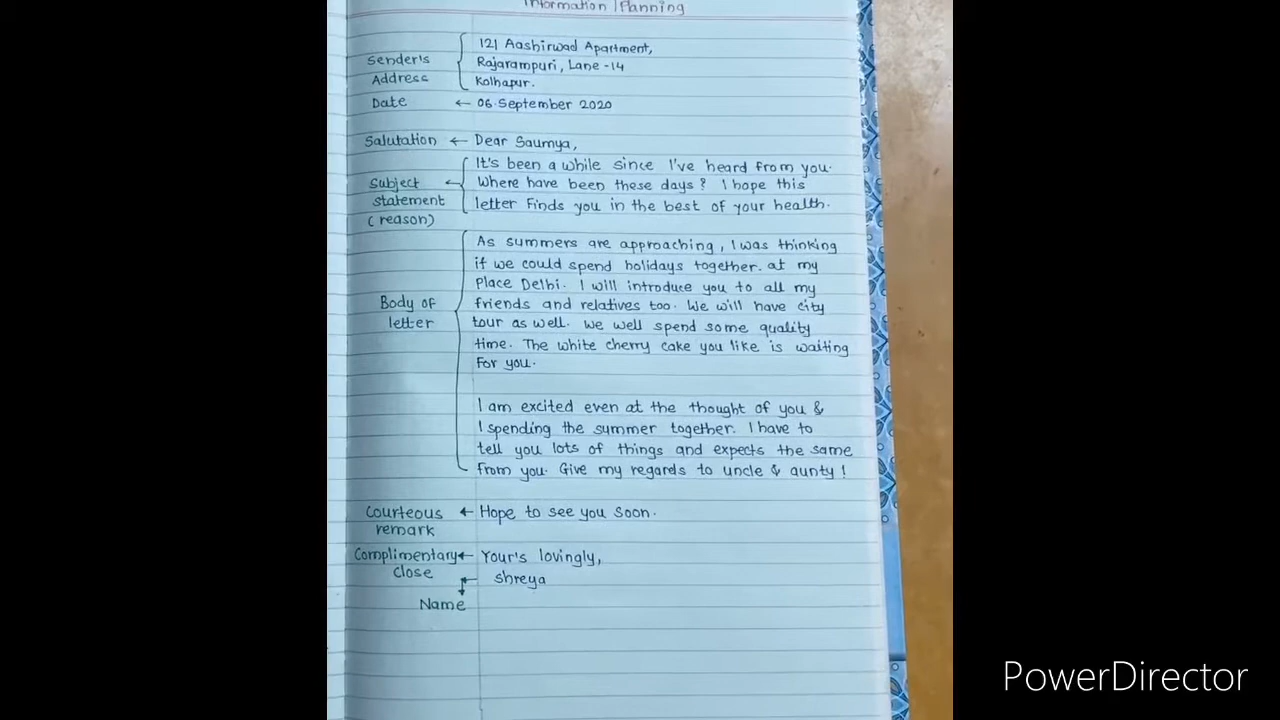 Information Planning
Sender's Address
121 Aashirwad Apartment,
Rajarampuri, Lane -14
Kolhapur.
Date ← 06 September 2020
Salutation ← Dear Saumya,
Subject statement (reason) ←
It's been a while since I've heard from you.
Where have been these days? I hope this
letter finds you in the best of your health.
Body of letter
As summers are approaching, I was thinking
if we could spend holidays together. at my
Place Delhi. I will introduce you to all my
friends and relatives too. We will have city
tour as well. We well spend some quality
time. The white cherry cake you like is waiting
For you.
I am excited even at the thought of you &
I spending the summer together. I have to
tell you lots of things and expects the same
from you. Give my regards to uncle & aunty!
Courteous remark ← Hope to see you soon.
Complimentary close ← Your's lovingly,
shreya
Name
PowerDirector